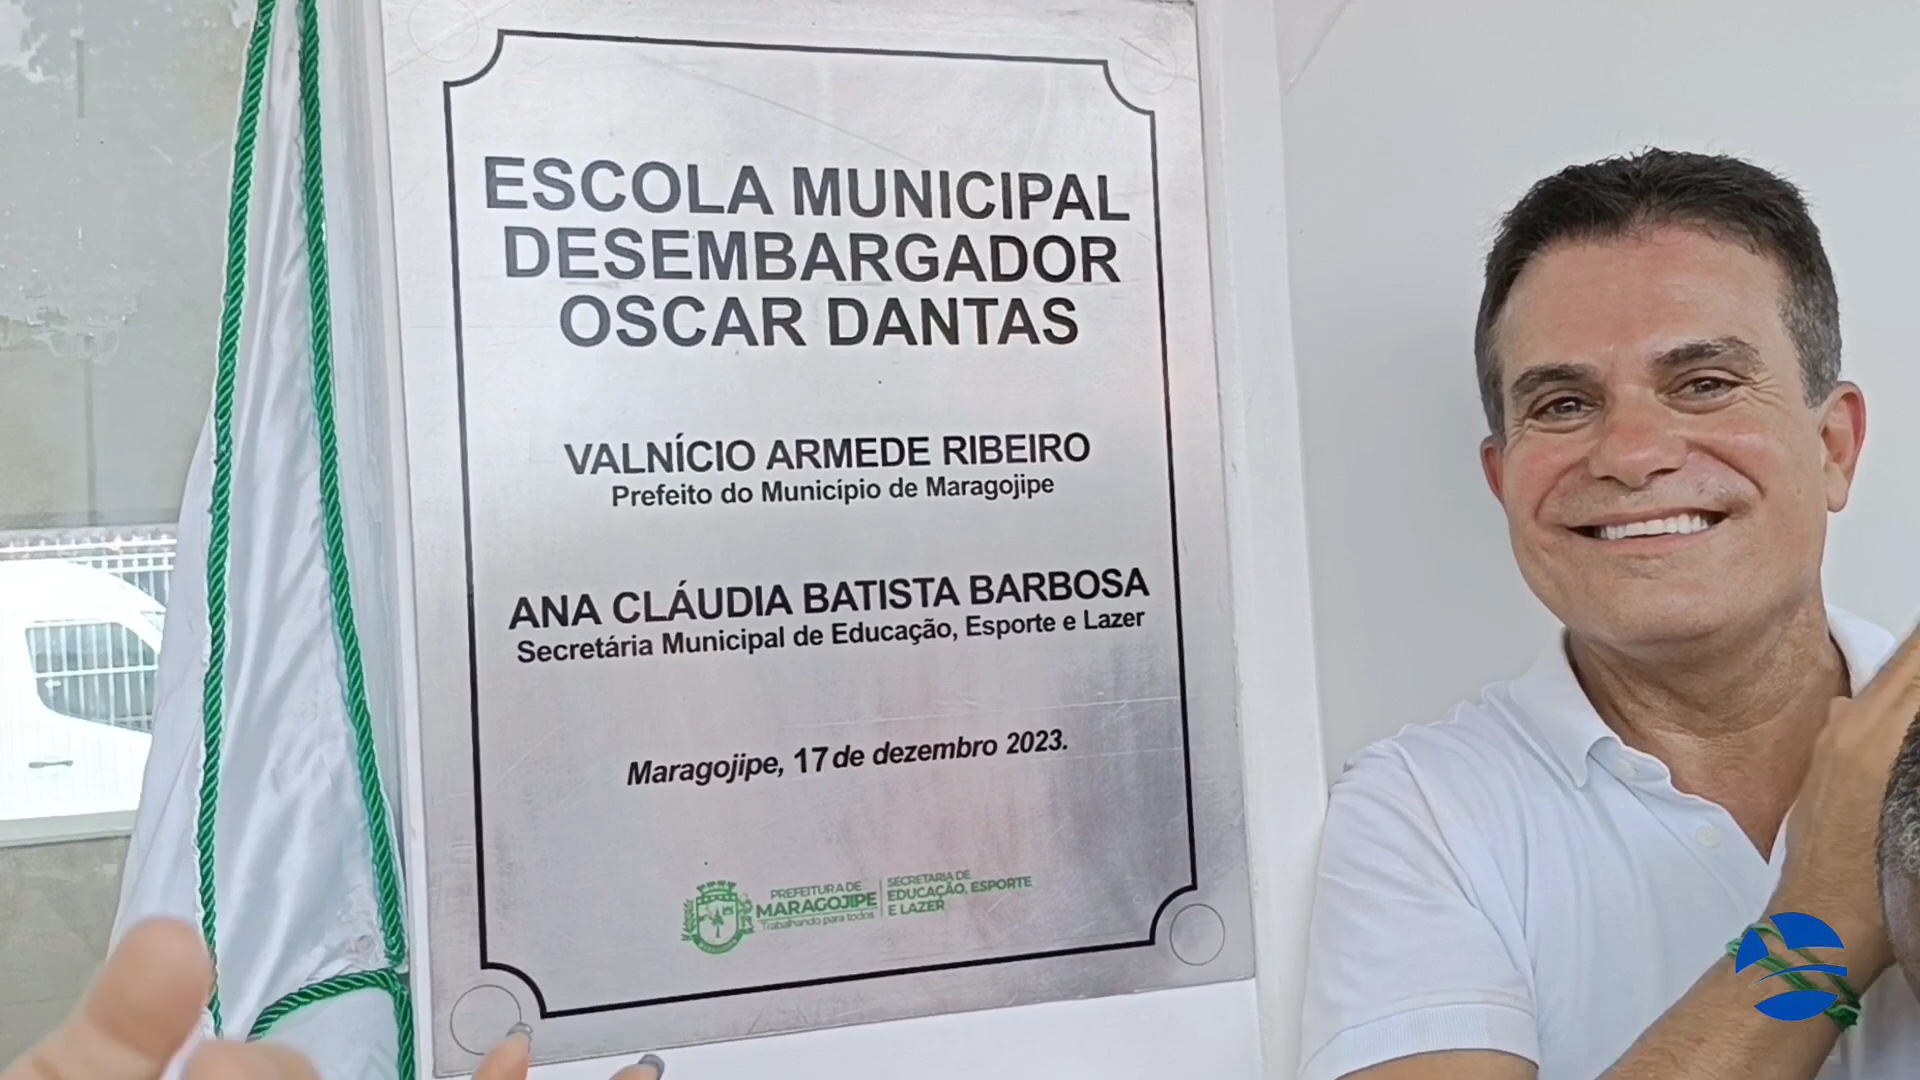 ESCOLA MUNICIPAL
DESEMBARGADOR
OSCAR DANTAS
VALNÍCIO ARMEDE RIBEIRO
Prefeito do Município de Maragojipe
ANA CLÁUDIA BATISTA BARBOSA
Secretária Municipal de Educação, Esporte e Lazer
Maragojipe, 17 de dezembro 2023.
PREFEITURA DE
MARAGOJIPE
Trabalhando para todos
SECRETARIA DE
EDUCAÇÃO, ESPORTE
E LAZER